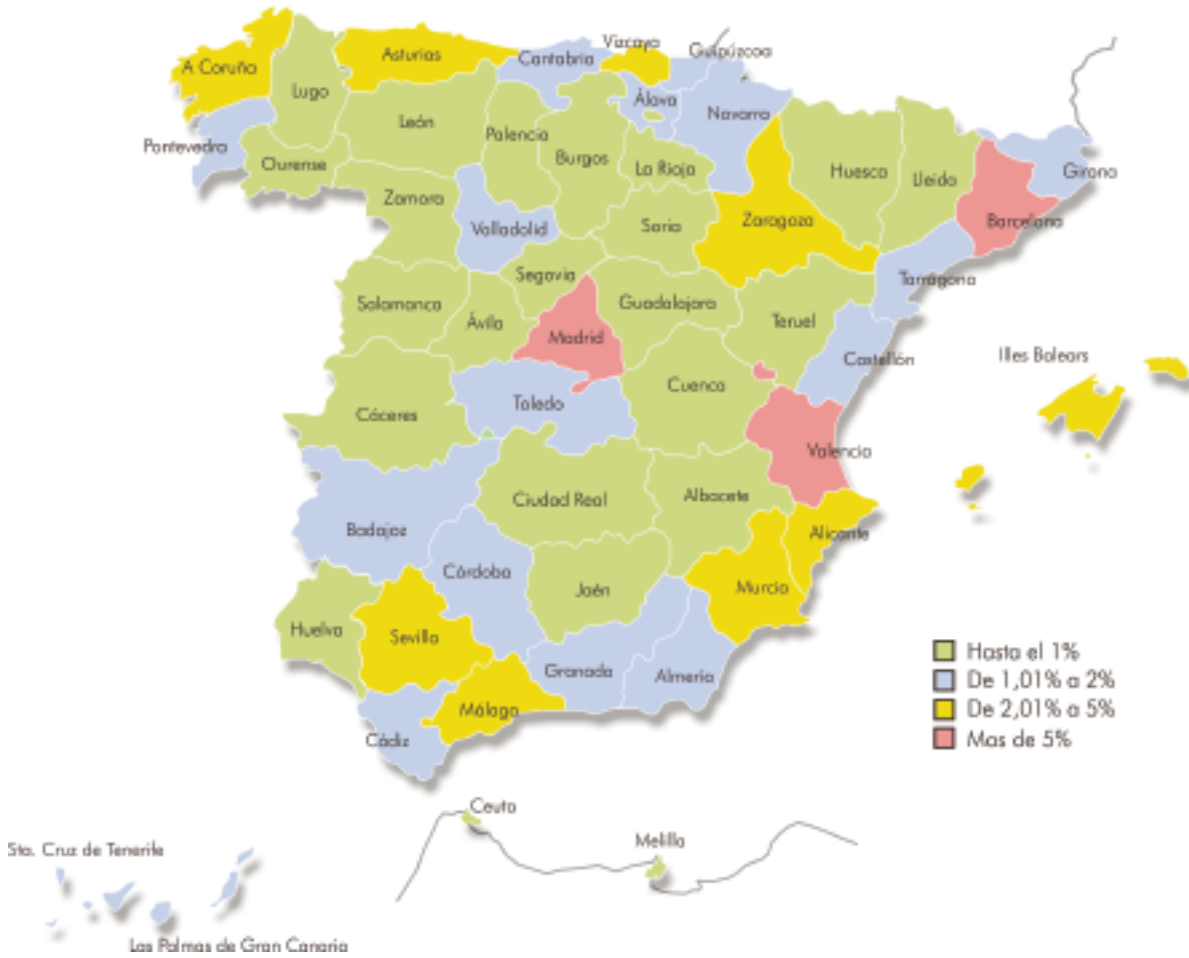 Vizcaya
Guipúzcoa
Asturias
Cantabria
A Coruña
Lugo
Álava
Navarra
León
Palencia
Pontevedra
Burgos
Ourense
La Rioja
Huesca
Lleida
Girona
Zamora
Valladolid
Soria
Zaragoza
Barcelona
Segovia
Tarragona
Salamanca
Ávila
Guadalajara
Teruel
Madrid
Castellón
Illes Balears
Cuenca
Toledo
Cáceres
Valencia
Ciudad Real
Albacete
Badajoz
Alicante
Córdoba
Jaén
Murcia
Huelva
Sevilla
Granada
Almería
Málaga
Cádiz
Hasta el 1%
De 1,01% a 2%
De 2,01% a 5%
Mas de 5%
Ceuta
Melilla
Sta. Cruz de Tenerife
Las Palmas de Gran Canaria